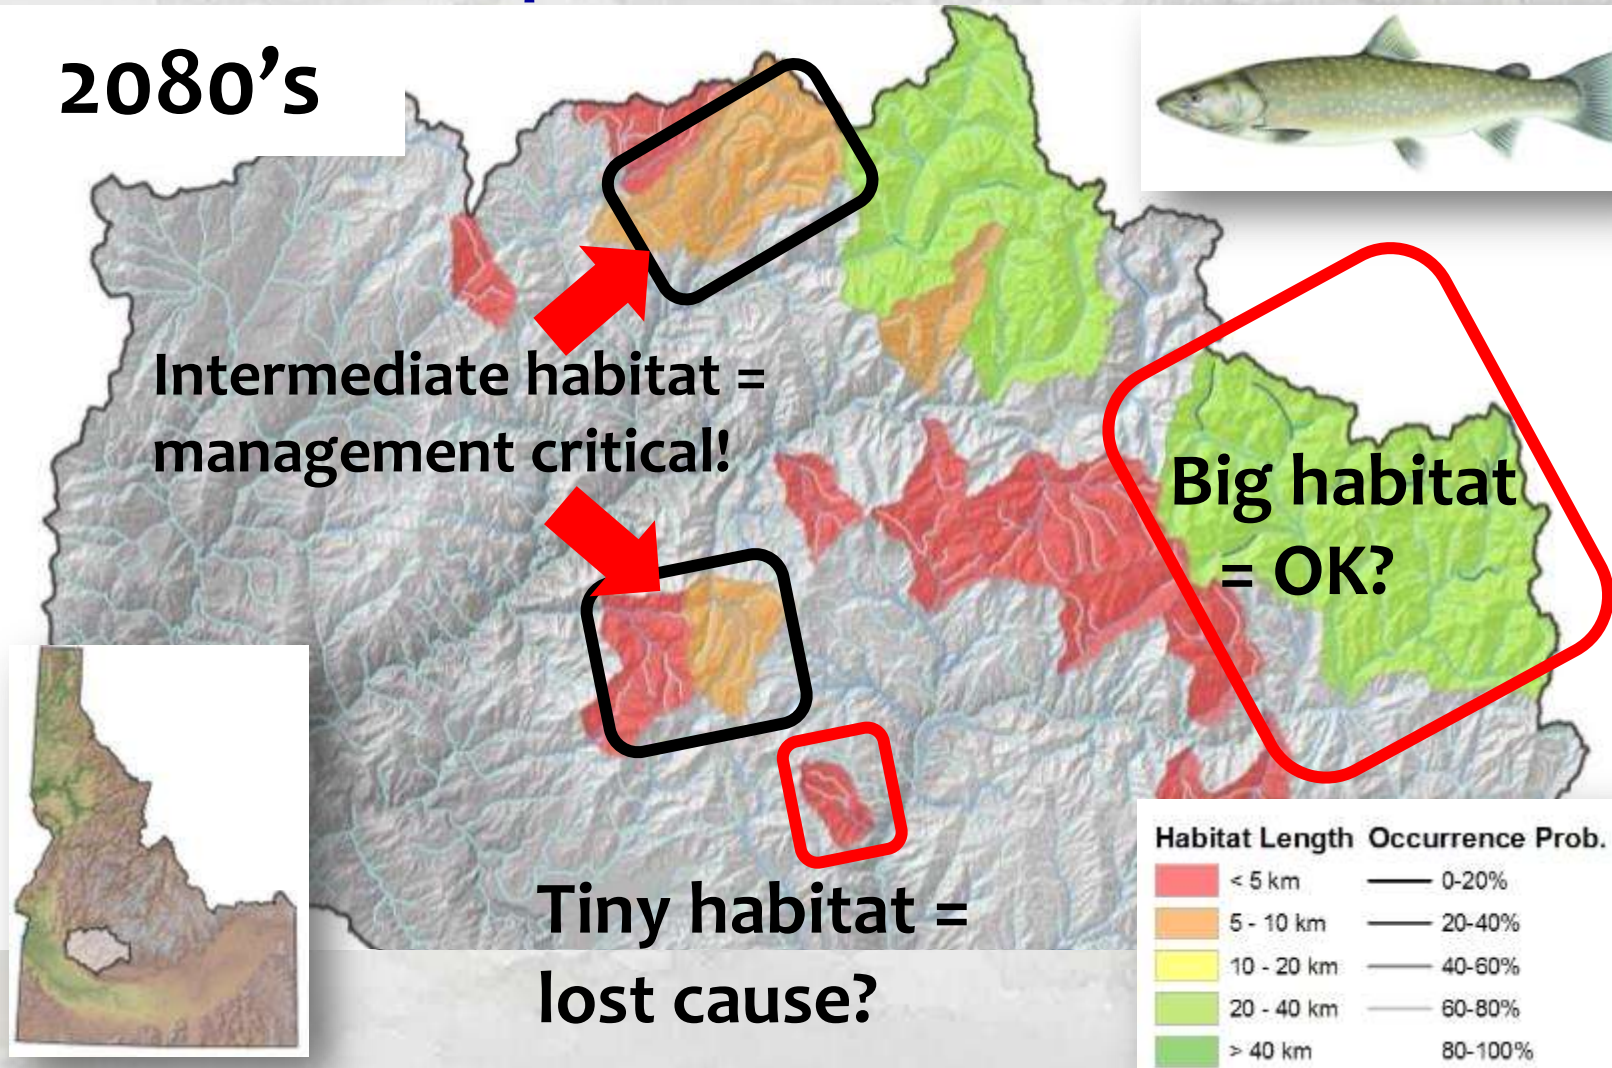 2080's
Intermediate habitat =
management critical!
Big habitat
= OK?
Tiny habitat =
lost cause?
Habitat Length Occurrence Prob.
< 5 km 0-20%
5 - 10 km 20-40%
10 - 20 km 40-60%
20 - 40 km 60-80%
> 40 km 80-100%